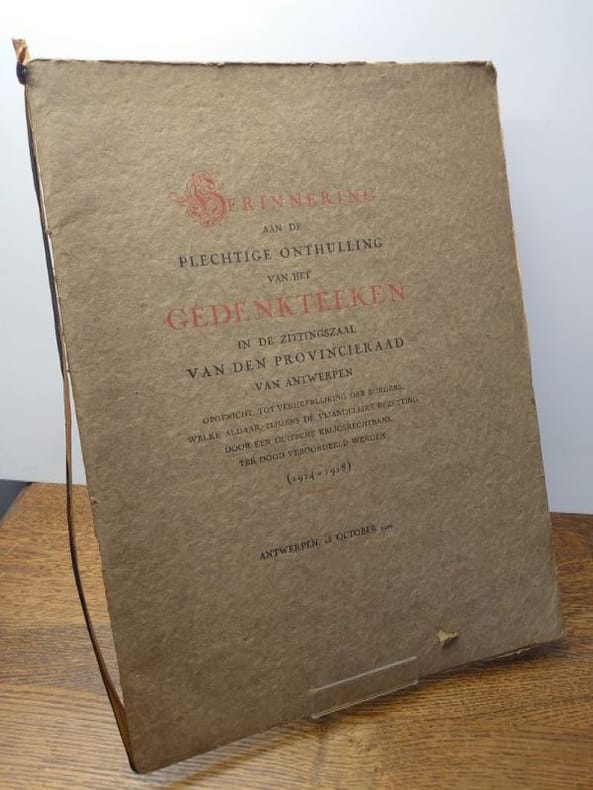 HERINNERING
AAN DE
PLECHTIGE ONTHULLING
VAN HET
GEDENKTEEKEN
IN DE ZITTINGSZAAL
VAN DEN PROVINCIERAAD
VAN ANTWERPEN
OPGERICHT, TOT VERHEERLIJKING DER BURGERS,
WELKE ALDAAR, TIJDENS DE VIJANDELIJKE BEZETTING
DOOR EEN DUITSCHE KRIJGSRECHTBANK
TER DOOD VEROORDEELD WERDEN
(1914-1918)
ANTWERPEN, OCTOBER